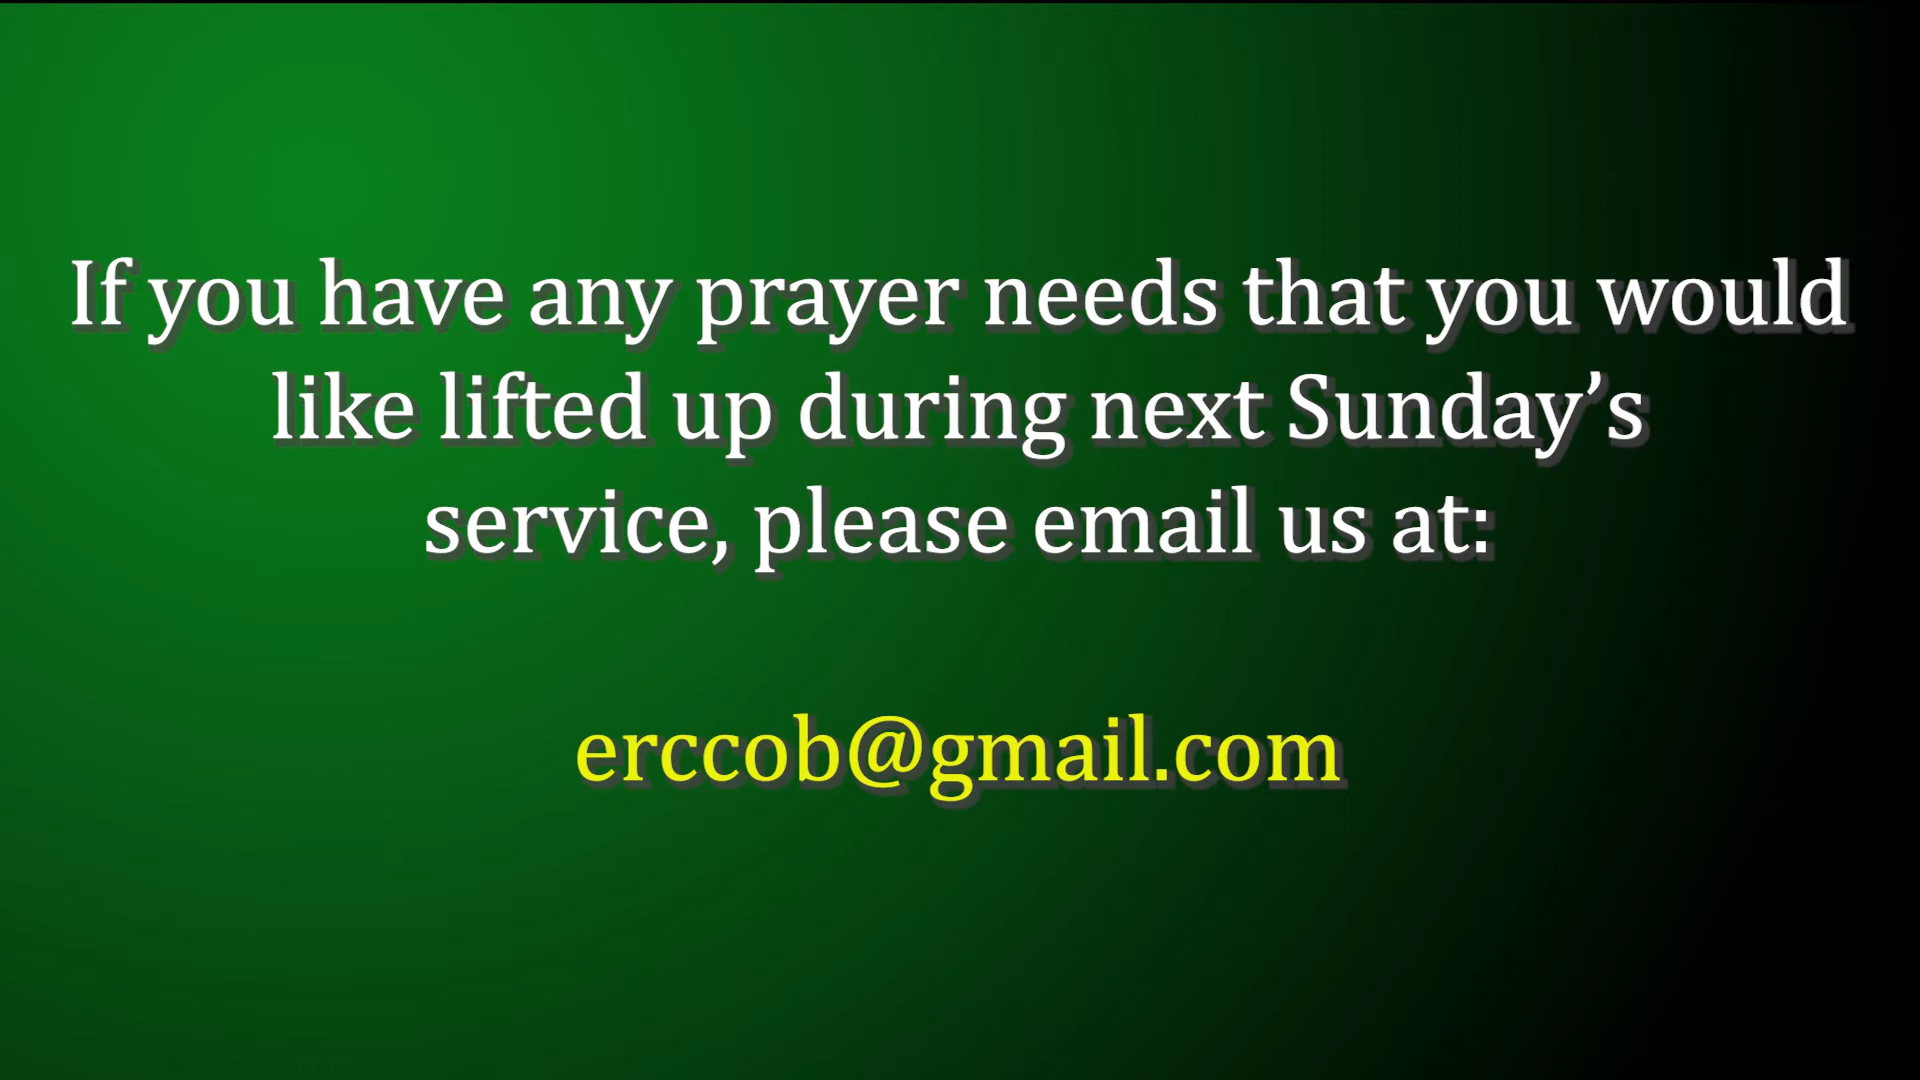 If you have any prayer needs that you would
like lifted up during next Sunday’s
service, please email us at:
erccob@gmail.com